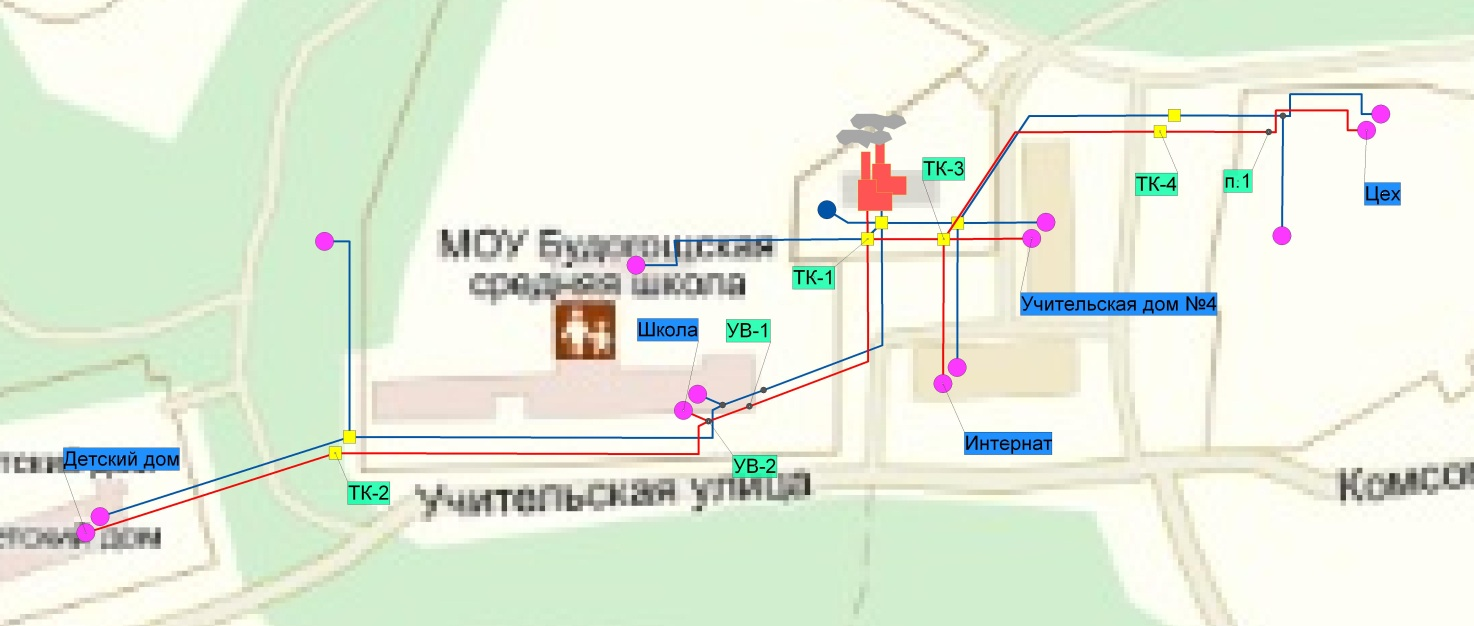 ТК-3
ТК-4
п.1
Цех
МОУ Будогощская
средняя школа
ТК-1
Учительская дом №4
Школа
УВ-1
Интернат
Детский дом
УВ-2
ТК-2
Учительская улица
дом